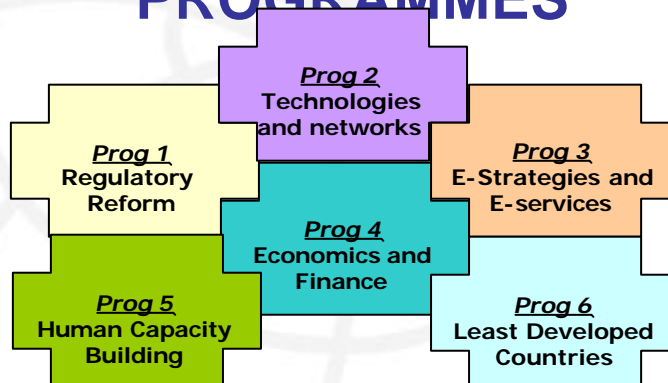 PROGRAMMES
Prog 2
Technologies
and networks
Prog 1
Regulatory
Reform
Prog 3
E-Strategies and
E-services
Prog 4
Economics and
Finance
Prog 5
Human Capacity
Building
Prog 6
Least Developed
Countries